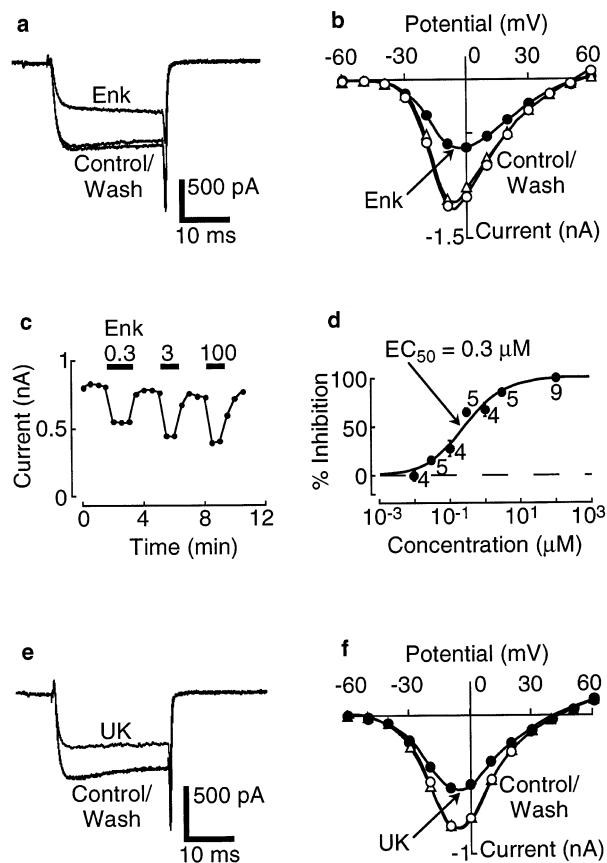 a
Enk
Control/
Wash
500 pA
10 ms
b
Potential (mV)
-60 -30 0 30 60
Enk
Control/
Wash
-1.5 Current (nA)
c
Enk
0.3 3 100
1
0.5
0
Current (nA)
0 4 8 12
Time (min)
d
EC50 = 0.3 µM
100
50
0
% Inhibition
4 5 4 5 4 5 9
10-3 10-1 101 103
Concentration (µM)
e
UK
Control/
Wash
500 pA
10 ms
f
Potential (mV)
-60 -30 0 30 60
Control/
Wash
UK
-1 Current (nA)